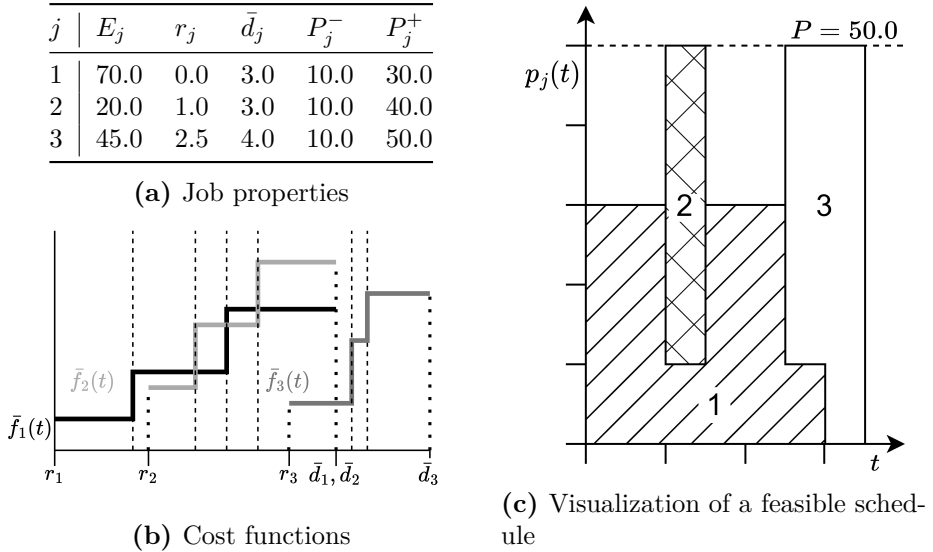 j E_j r_j d̄_j P_j^- P_j^+
1 70.0 0.0 3.0 10.0 30.0
2 20.0 1.0 3.0 10.0 40.0
3 45.0 2.5 4.0 10.0 50.0
(a) Job properties
f̄_2(t) f̄_3(t)
f̄_1(t)
r_1 r_2 r_3 d̄_1, d̄_2 d̄_3
(b) Cost functions
P = 50.0
p_j(t)
2 3
1
t
(c) Visualization of a feasible sched-
ule